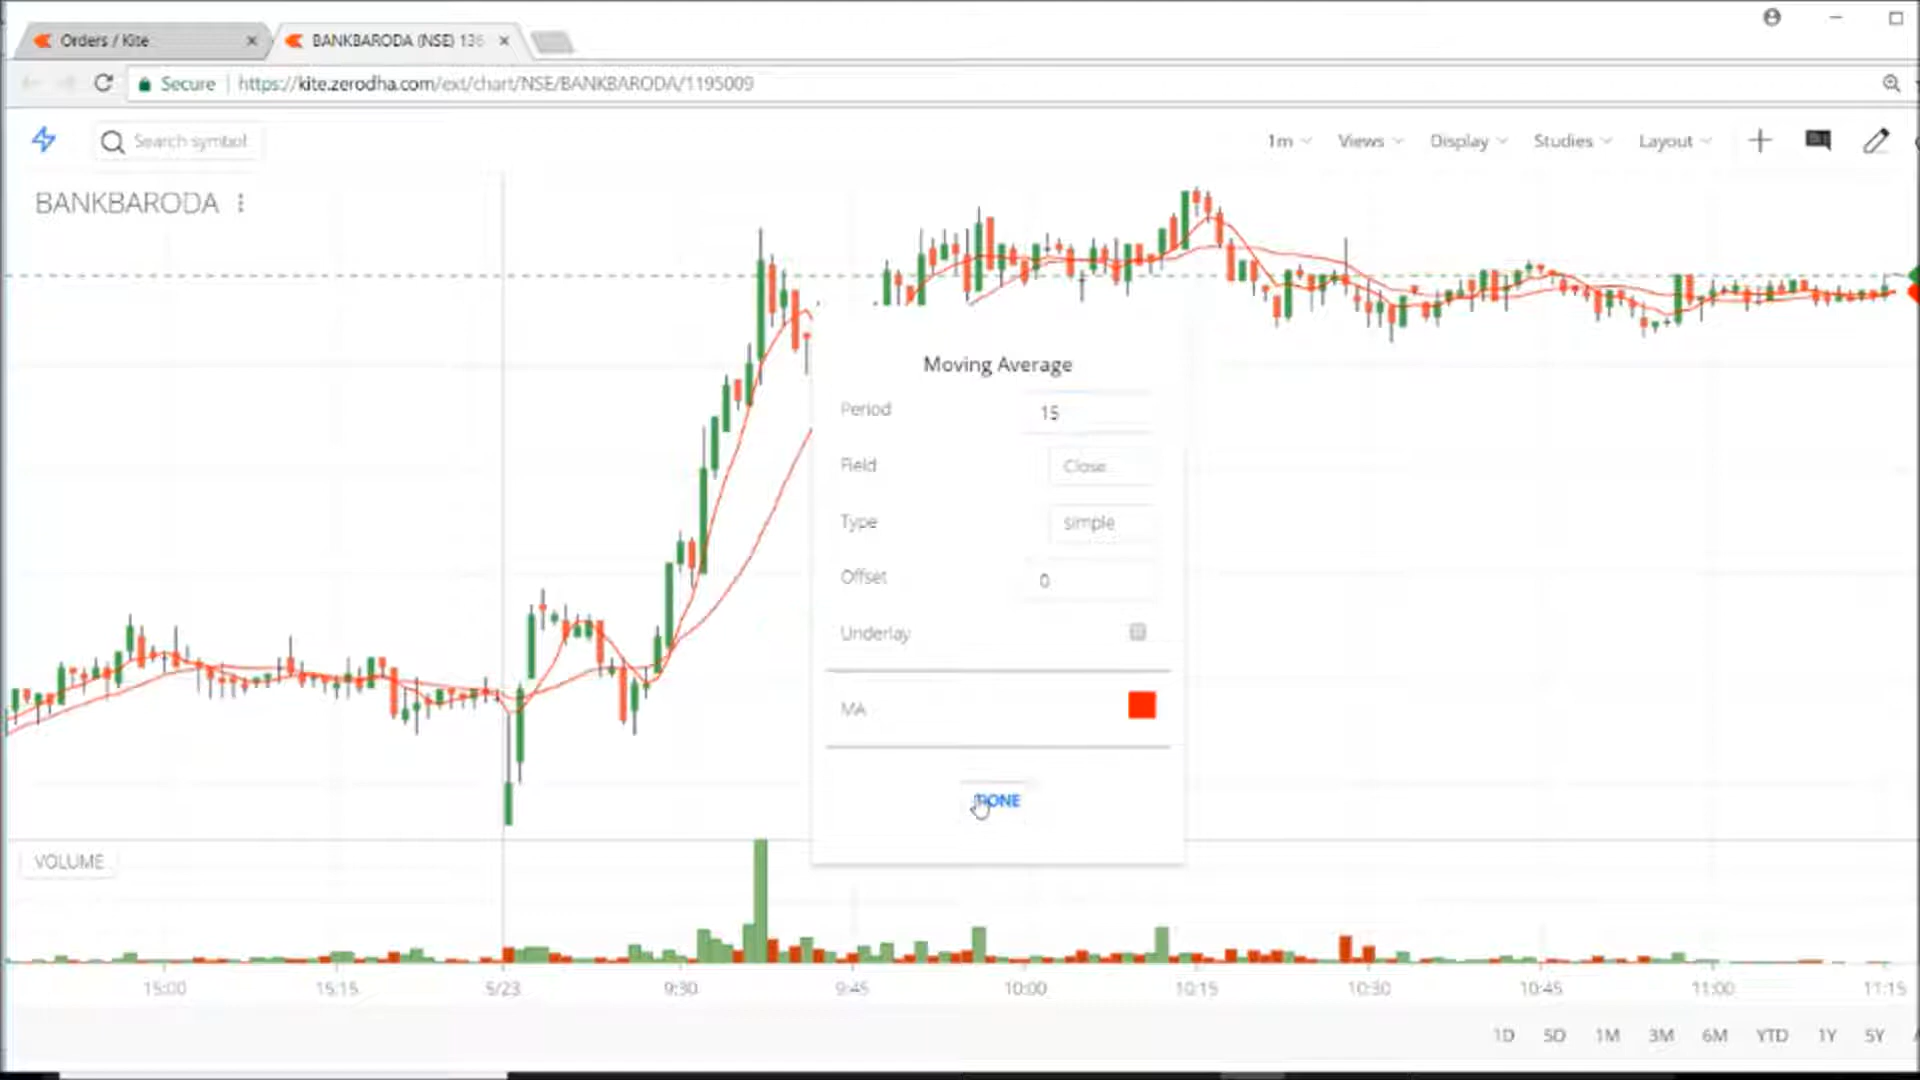 Orders / Kite
BANKBARODA (NSE) 136
Secure
https://kite.zerodha.com/ext/chart/NSE/BANKBARODA/1195009
Search symbol
1m
Views
Display
Studies
Layout
BANKBARODA
Moving Average
Period
15
Field
Close
Type
simple
Offset
0
Underlay
MA
DONE
VOLUME
15:00
15:15
5/23
9:30
9:45
10:00
10:15
10:30
10:45
11:00
11:15
1D
5D
1M
3M
6M
YTD
1Y
5Y